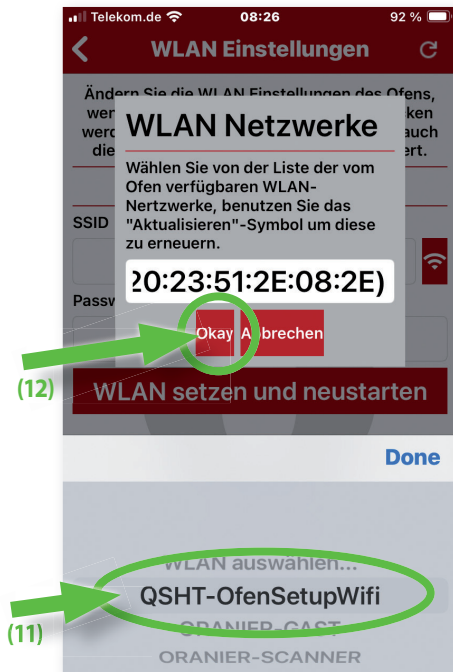 Telekom.de 08:26 92 %
WLAN Einstellungen
Ändern Sie die WLAN Einstellungen des Ofens,
WLAN Netzwerke
Wählen Sie von der Liste der vom
Ofen verfügbaren WLAN-
Nertzwerke, benutzen Sie das
"Aktualisieren"-Symbol um diese
zu erneuern.
SSID
20:23:51:2E:08:2E)
Passw
Okay Abbrechen
(12)
WLAN setzen und neustarten
Done
WLAN auswählen...
QSHT-OfenSetupWifi
(11)
ORANIER-GAST
ORANIER-SCANNER